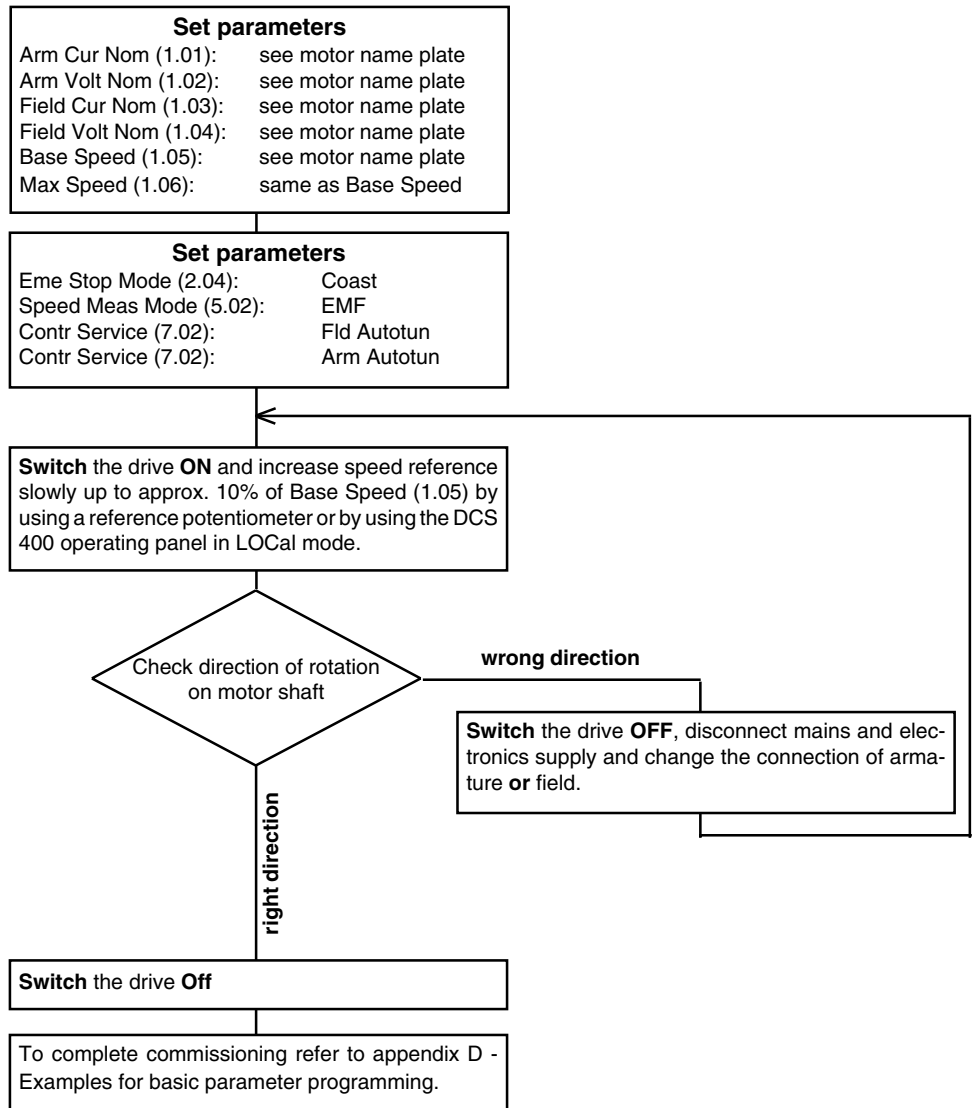 Set parameters
Arm Cur Nom (1.01): see motor name plate
Arm Volt Nom (1.02): see motor name plate
Field Cur Nom (1.03): see motor name plate
Field Volt Nom (1.04): see motor name plate
Base Speed (1.05): see motor name plate
Max Speed (1.06): same as Base Speed
Set parameters
Eme Stop Mode (2.04): Coast
Speed Meas Mode (5.02): EMF
Contr Service (7.02): Fld Autotun
Contr Service (7.02): Arm Autotun
Switch the drive ON and increase speed reference
slowly up to approx. 10% of Base Speed (1.05) by
using a reference potentiometer or by using the DCS
400 operating panel in LOCal mode.
Check direction of rotation
on motor shaft
wrong direction
Switch the drive OFF, disconnect mains and elec-
tronics supply and change the connection of arma-
ture or field.
right direction
Switch the drive Off
To complete commissioning refer to appendix D -
Examples for basic parameter programming.